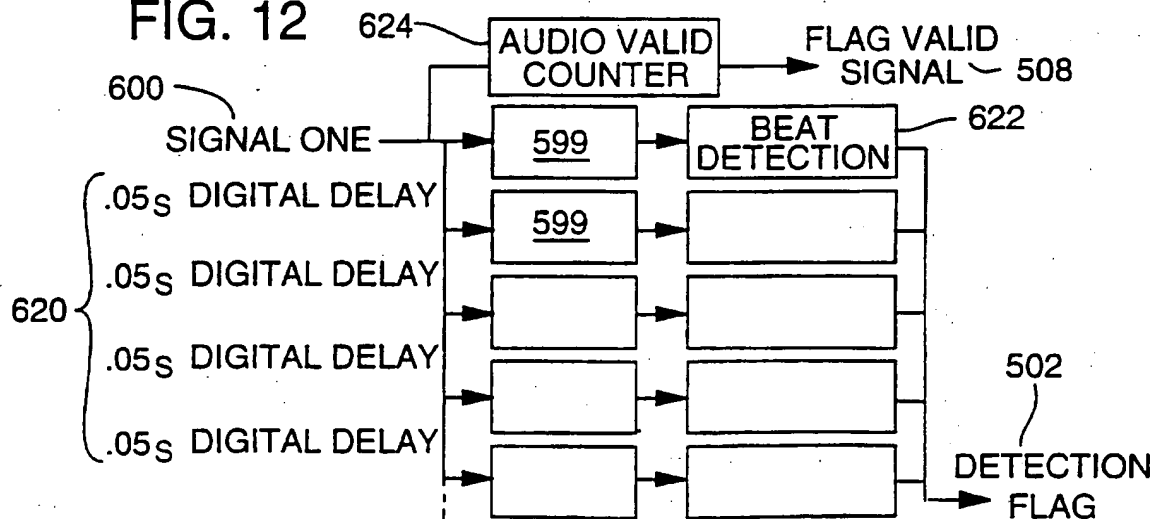 FIG. 12
624
AUDIO VALID
COUNTER
FLAG VALID
SIGNAL 508
600
SIGNAL ONE
599
BEAT
DETECTION
622
.05s DIGITAL DELAY
599
.05s DIGITAL DELAY
620
.05s DIGITAL DELAY
.05s DIGITAL DELAY
502
DETECTION
FLAG